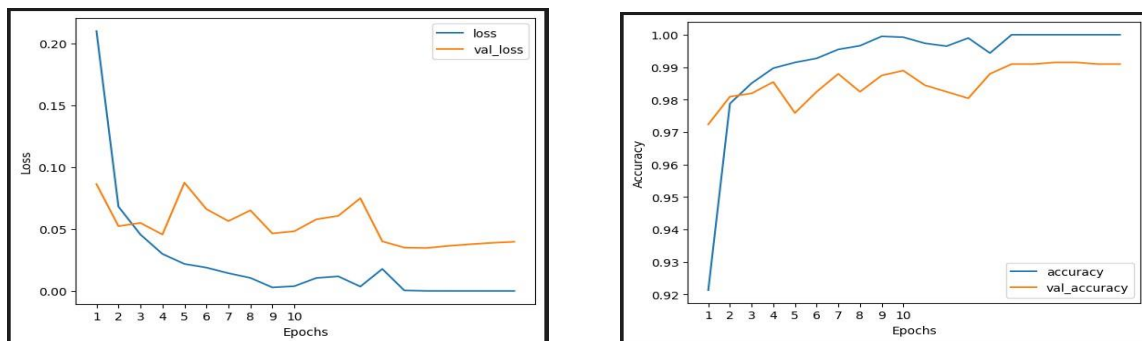 loss
val_loss
0.20
0.15
0.10
0.05
0.00
Loss
1 2 3 4 5 6 7 8 9 10
Epochs
1.00
0.99
0.98
0.97
0.96
0.95
0.94
0.93
0.92
Accuracy
accuracy
val_accuracy
1 2 3 4 5 6 7 8 9 10
Epochs